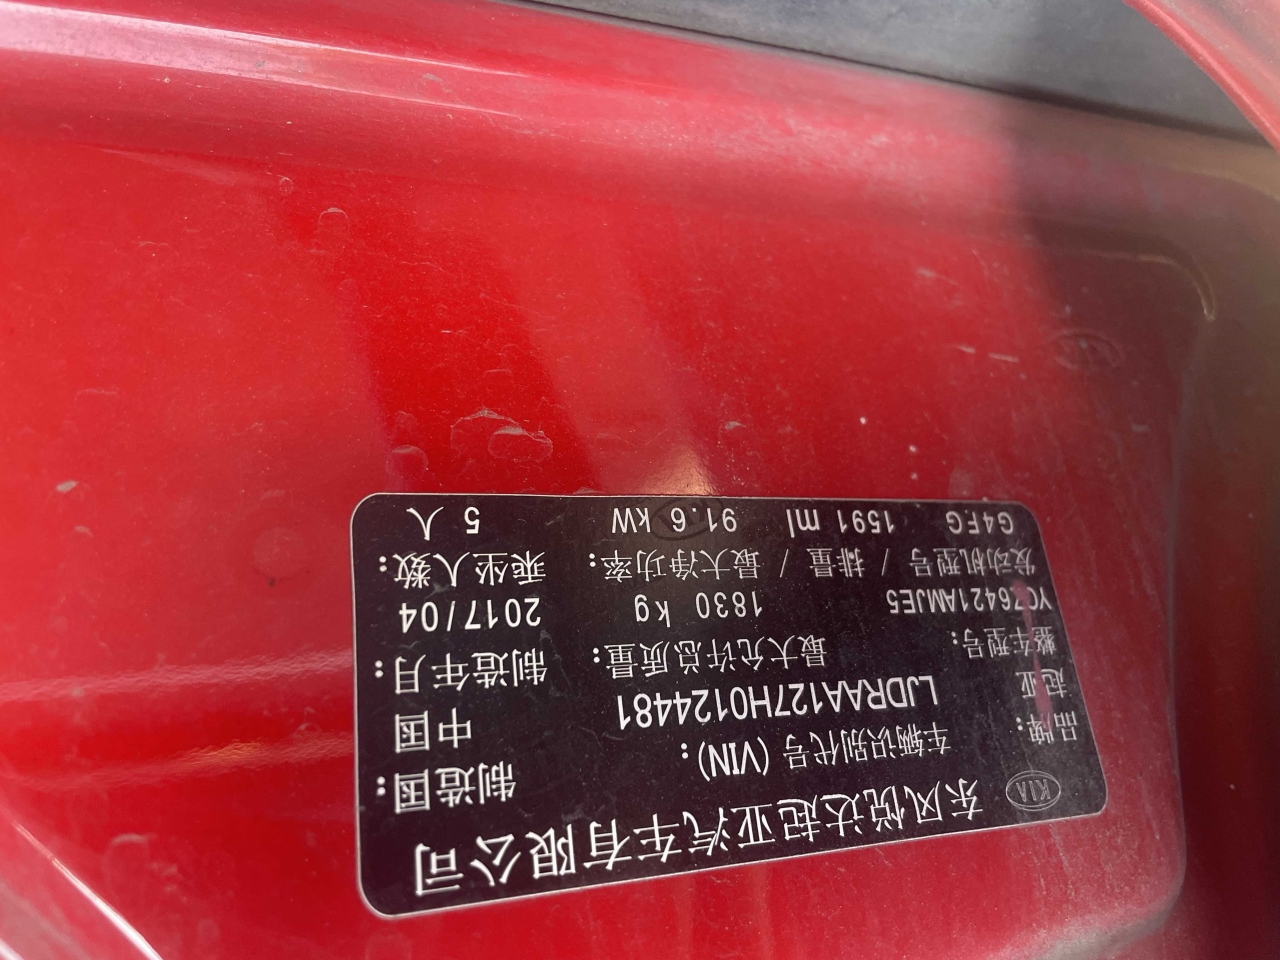 KIA 东风悦达起亚汽车有限公司
品牌: 车辆识别代号 (VIN): 制造国:
起亚 LJDRAA127H0124481 中国
整车型号: 最大允许总质量: 制造年月:
YC76421AMJE5 1830 kg 2017/04
发动机型号 / 排量 / 最大净功率: 乘坐人数:
G4FG 1591 ml 91.6 kW 5 人